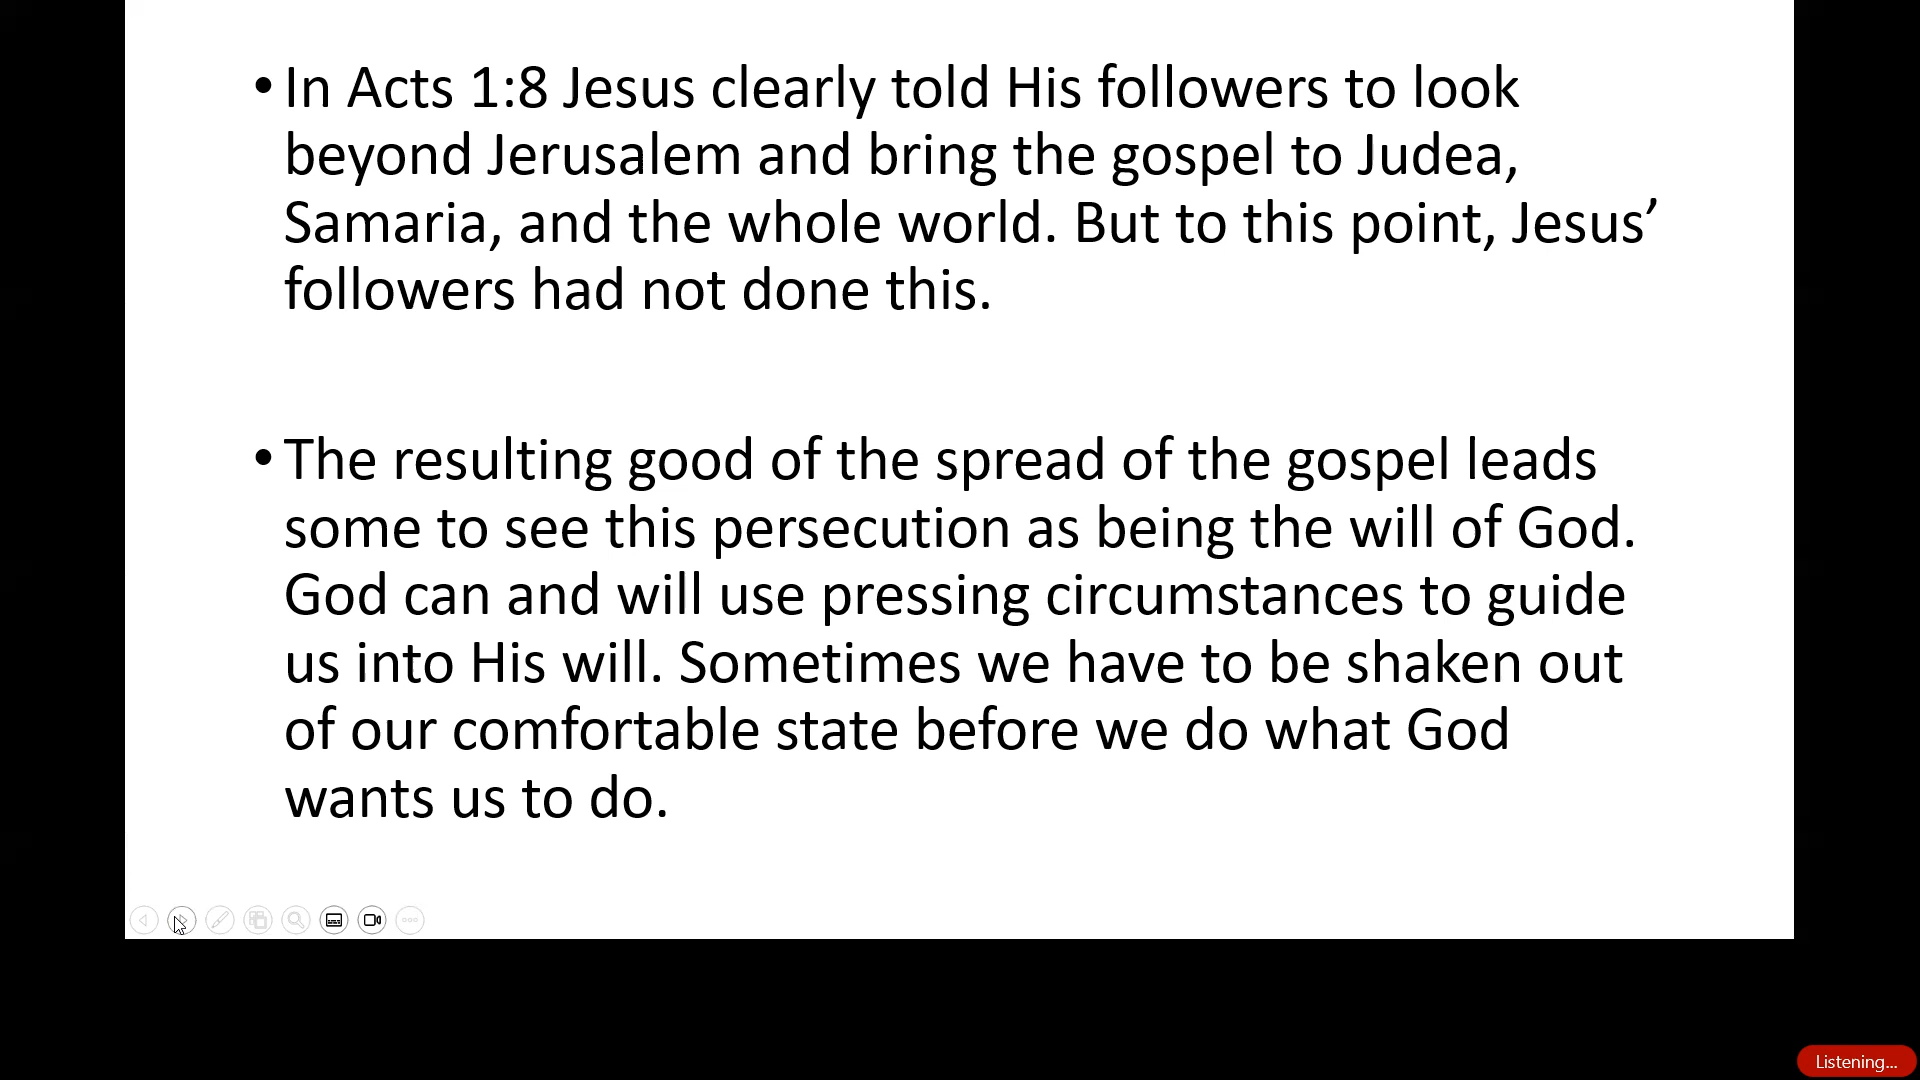 • In Acts 1:8 Jesus clearly told His followers to look
beyond Jerusalem and bring the gospel to Judea,
Samaria, and the whole world. But to this point, Jesus’
followers had not done this.
• The resulting good of the spread of the gospel leads
some to see this persecution as being the will of God.
God can and will use pressing circumstances to guide
us into His will. Sometimes we have to be shaken out
of our comfortable state before we do what God
wants us to do.
Listening...